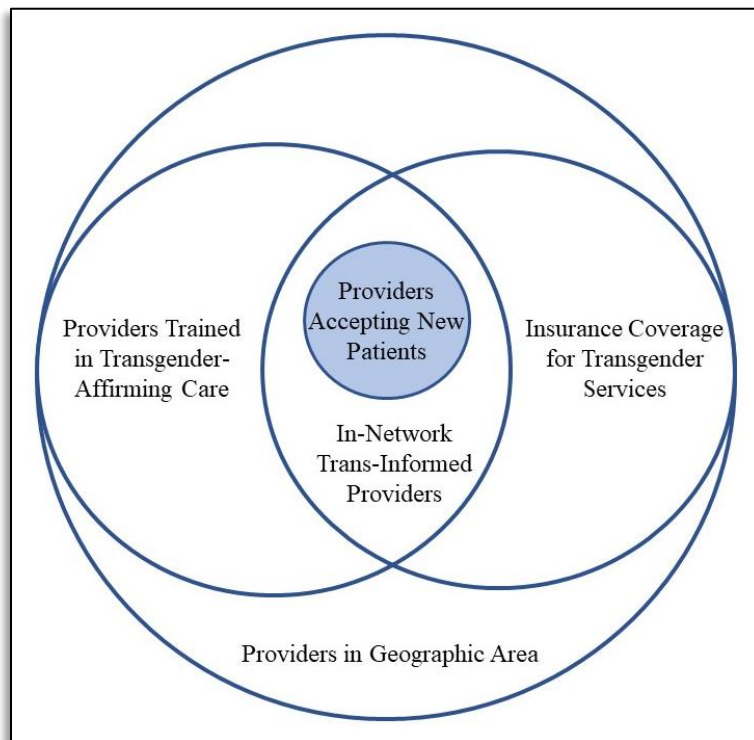 Providers
Accepting New
Patients
Providers Trained
in Transgender-
Affirming Care
Insurance Coverage
for Transgender
Services
In-Network
Trans-Informed
Providers
Providers in Geographic Area